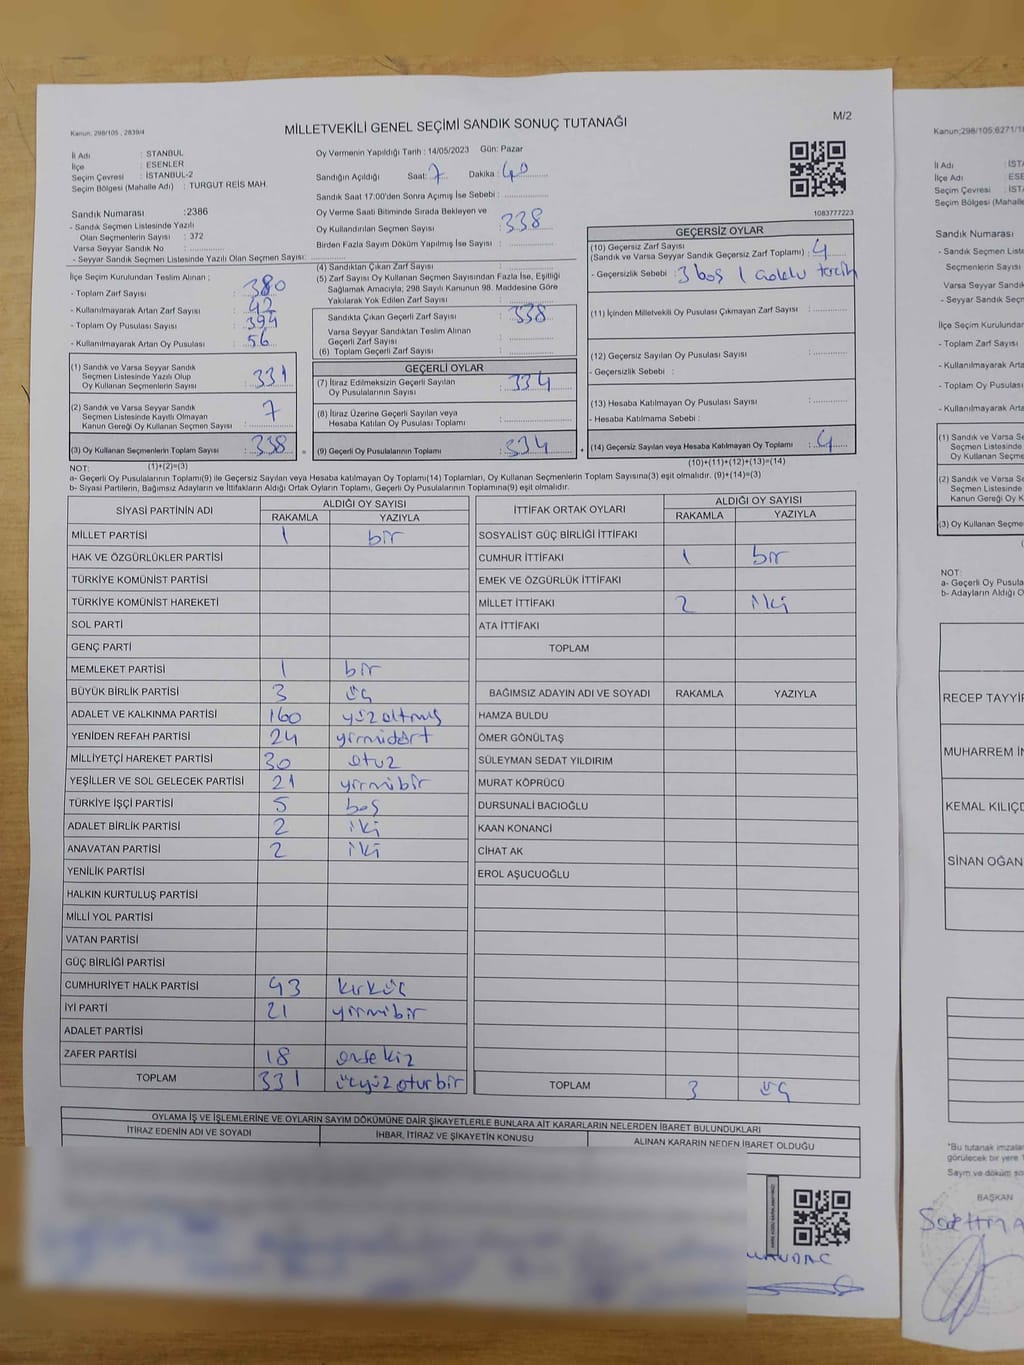 Kanun; 298/105 , 2839/4
MİLLETVEKİLİ GENEL SEÇİMİ SANDIK SONUÇ TUTANAĞI
M/2
İl Adı : İSTANBUL
İlçe : ESENLER
Seçim Çevresi : İSTANBUL-2
Seçim Bölgesi (Mahalle Adı) : TURGUT REİS MAH.
Sandık Numarası :2386
- Sandık Seçmen Listesinde Yazılı
Olan Seçmenlerin Sayısı : 372
Varsa Seyyar Sandık No :
- Seyyar Sandık Seçmen Listesinde Yazılı Olan Seçmen Sayısı:
Oy Vermenin Yapıldığı Tarih : 14/05/2023 Gün: Pazar
Sandığın Açıldığı Saat: 7 Dakika : 40
Sandık Saat 17:00'den Sonra Açımış İse Sebebi :
Oy Verme Saati Bitiminde Sırada Bekleyen ve
Oy Kullandırılan Seçmen Sayısı : 338
Birden Fazla Sayım Döküm Yapılmış İse Sayısı :
1083777223
İlçe Seçim Kurulundan Teslim Alınan ;
- Toplam Zarf Sayısı : 380
- Kullanılmayarak Artan Zarf Sayısı : 42
- Toplam Oy Pusulası Sayısı : 394
- Kullanılmayarak Artan Oy Pusulası : 56
(1) Sandık ve Varsa Seyyar Sandık
Seçmen Listesinde Yazılı Olup
Oy Kullanan Seçmenlerin Sayısı : 331
(2) Sandık ve Varsa Seyyar Sandık
Seçmen Listesinde Kayıtlı Olmayan
Kanun Gereği Oy Kullanan Seçmen Sayısı : 7
(3) Oy Kullanan Seçmenlerin Toplam Sayısı : 338
(1)+(2)=(3)
(4) Sandıktan Çıkan Zarf Sayısı :
(5) Zarf Sayısı Oy Kullanan Seçmen Sayısından Fazla İse, Eşitliği
Sağlamak Amacıyla; 298 Sayılı Kanunun 98. Maddesine Göre
Yakılarak Yok Edilen Zarf Sayısı :
Sandıkta Çıkan Geçerli Zarf Sayısı : 338
Varsa Seyyar Sandıktan Teslim Alınan
Geçerli Zarf Sayısı :
(6) Toplam Geçerli Zarf Sayısı :
GEÇERLİ OYLAR
(7) İtiraz Edilmeksizin Geçerli Sayılan
Oy Pusulalarının Sayısı : 334
(8) İtiraz Üzerine Geçerli Sayılan veya
Hesaba Katılan Oy Pusulası Toplamı :
(9) Geçerli Oy Pusulalarının Toplamı : 334
GEÇERSİZ OYLAR
(10) Geçersiz Zarf Sayısı
(Sandık ve Varsa Seyyar Sandık Geçersiz Zarf Toplamı) : 4
- Geçersizlik Sebebi : 3 boş 1 çoklu tercih
(11) İçinden Milletvekili Oy Pusulası Çıkmayan Zarf Sayısı :
(12) Geçersiz Sayılan Oy Pusulası Sayısı :
- Geçersizlik Sebebi :
(13) Hesaba Katılmayan Oy Pusulası Sayısı :
- Hesaba Katılmama Sebebi :
(14) Geçersiz Sayılan veya Hesaba Katılmayan Oy Toplamı : 4
(10)+(11)+(12)+(13)=(14)
NOT:
a- Geçerli Oy Pusulalarının Toplamı(9) ile Geçersiz Sayılan veya Hesaba katılmayan Oy Toplamı(14) Toplamları, Oy Kullanan Seçmenlerin Toplam Sayısına(3) eşit olmalıdır. (9)+(14)=(3)
b- Siyasi Partilerin, Bağımsız Adayların ve İttifakların Aldığı Ortak Oyların Toplamı, Geçerli Oy Pusulalarının Toplamına(9) eşit olmalıdır.
SİYASİ PARTİNİN ADI ALDIĞI OY SAYISI
RAKAMLA YAZIYLA
MİLLET PARTİSİ 1 bir
HAK VE ÖZGÜRLÜKLER PARTİSİ
TÜRKİYE KOMÜNİST PARTİSİ
TÜRKİYE KOMÜNİST HAREKETİ
SOL PARTİ
GENÇ PARTİ
MEMLEKET PARTİSİ 1 bir
BÜYÜK BİRLİK PARTİSİ 3 üç
ADALET VE KALKINMA PARTİSİ 160 yüzaltmış
YENİDEN REFAH PARTİSİ 24 yirmidört
MİLLİYETÇİ HAREKET PARTİSİ 30 otuz
YEŞİLLER VE SOL GELECEK PARTİSİ 21 yirmibir
TÜRKİYE İŞÇİ PARTİSİ 5 beş
ADALET BİRLİK PARTİSİ 2 iki
ANAVATAN PARTİSİ 2 iki
YENİLİK PARTİSİ
HALKIN KURTULUŞ PARTİSİ
MİLLİ YOL PARTİSİ
VATAN PARTİSİ
GÜÇ BİRLİĞİ PARTİSİ
CUMHURİYET HALK PARTİSİ 43 kırküç
İYİ PARTİ 21 yirmibir
ADALET PARTİSİ
ZAFER PARTİSİ 18 onsekiz
TOPLAM 331 üçyüzoturbir
İTTİFAK ORTAK OYLARI ALDIĞI OY SAYISI
RAKAMLA YAZIYLA
SOSYALİST GÜÇ BİRLİĞİ İTTİFAKI
CUMHUR İTTİFAKI 1 bir
EMEK VE ÖZGÜRLÜK İTTİFAKI
MİLLET İTTİFAKI 2 iki
ATA İTTİFAKI
TOPLAM
BAĞIMSIZ ADAYIN ADI VE SOYADI RAKAMLA YAZIYLA
HAMZA BULDU
ÖMER GÖNÜLTAŞ
SÜLEYMAN SEDAT YILDIRIM
MURAT KÖPRÜCÜ
DURSUNALİ BACIOĞLU
KAAN KONANCİ
CİHAT AK
EROL AŞUCUOĞLU
TOPLAM 3 üç
OYLAMA İŞ VE İŞLEMLERİNE VE OYLARIN SAYIM DÖKÜMÜNE DAİR ŞİKAYETLERLE BUNLARA AİT KARARLARIN NELERDEN İBARET BULUNDUKLARI
İTİRAZ EDENİN ADI VE SOYADI İHBAR, İTİRAZ VE ŞİKAYETİN KONUSU ALINAN KARARIN NEDEN İBARET OLDUĞU
Kanun;298/105;6271/1
İl Adı : İST
İlçe Adı : ESE
Seçim Çevresi : İST
Seçim Bölgesi (Maha
Sandık Numarası
- Sandık Seçmen Liste
Seçmenlerin Sayısı
Varsa Seyyar Sandı
- Seyyar Sandık Seçm
İlçe Seçim Kurulundan
- Toplam Zarf Sayısı
- Kullanılmayarak Arta
- Toplam Oy Pusulası
- Kullanılmayarak Arta
(1) Sandık ve Varsa Se
Seçmen Listesinde
Oy Kullanan Seçme
(2) Sandık ve Varsa S
Seçmen Listesinde
Kanun Gereği Oy K
(3) Oy Kullanan Seçme
NOT:
a- Geçerli Oy Pusula
b- Adayların Aldığı O
RECEP TAYYİP
MUHARREM İN
KEMAL KILIÇD
SİNAN OĞAN
*Bu tutanak imzala
görülecek bir yere
Sayım ve döküm so
BAŞKAN